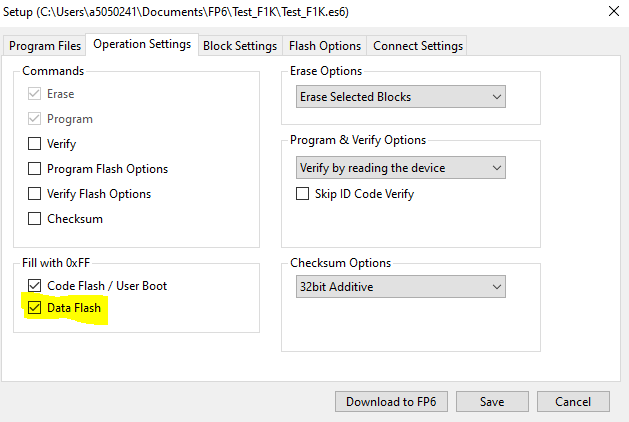 Setup (C:\Users\a5050241\Documents\FP6\Test_F1K\Test_F1K.es6)
Program Files Operation Settings Block Settings Flash Options Connect Settings
Commands
Erase
Program
Verify
Program Flash Options
Verify Flash Options
Checksum
Fill with 0xFF
Code Flash / User Boot
Data Flash
Erase Options
Erase Selected Blocks
Program & Verify Options
Verify by reading the device
Skip ID Code Verify
Checksum Options
32bit Additive
Download to FP6 Save Cancel